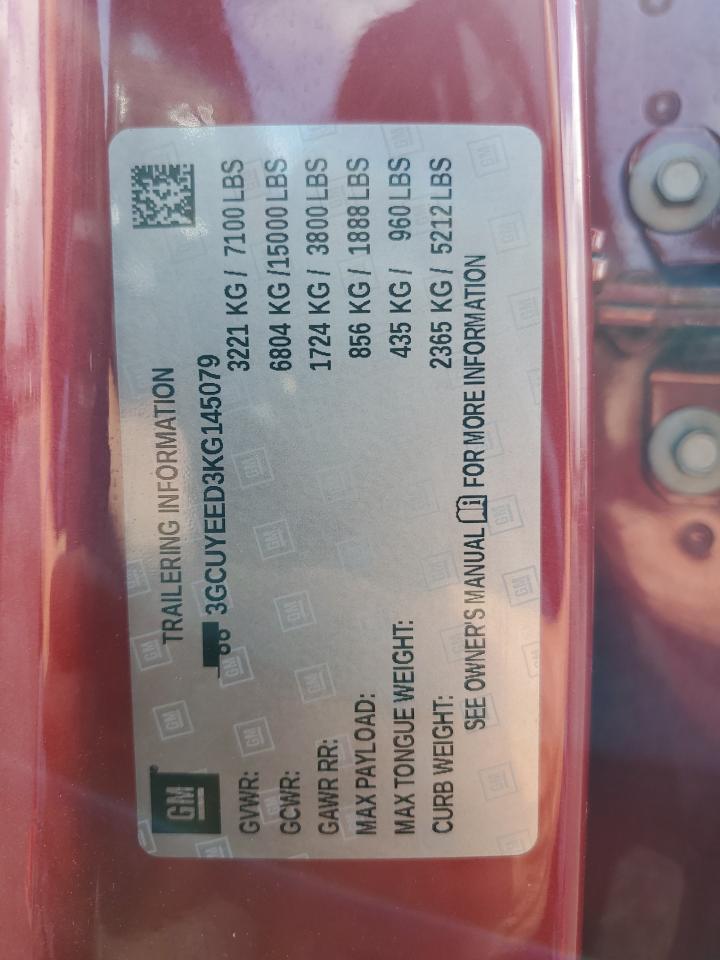 GM
TRAILERING INFORMATION
3GCUYEED3KG145079
GVWR: 3221 KG / 7100 LBS
GCWR: 6804 KG / 15000 LBS
GAWR RR: 1724 KG / 3800 LBS
MAX PAYLOAD: 856 KG / 1888 LBS
MAX TONGUE WEIGHT: 435 KG / 960 LBS
CURB WEIGHT: 2365 KG / 5212 LBS
SEE OWNER'S MANUAL FOR MORE INFORMATION